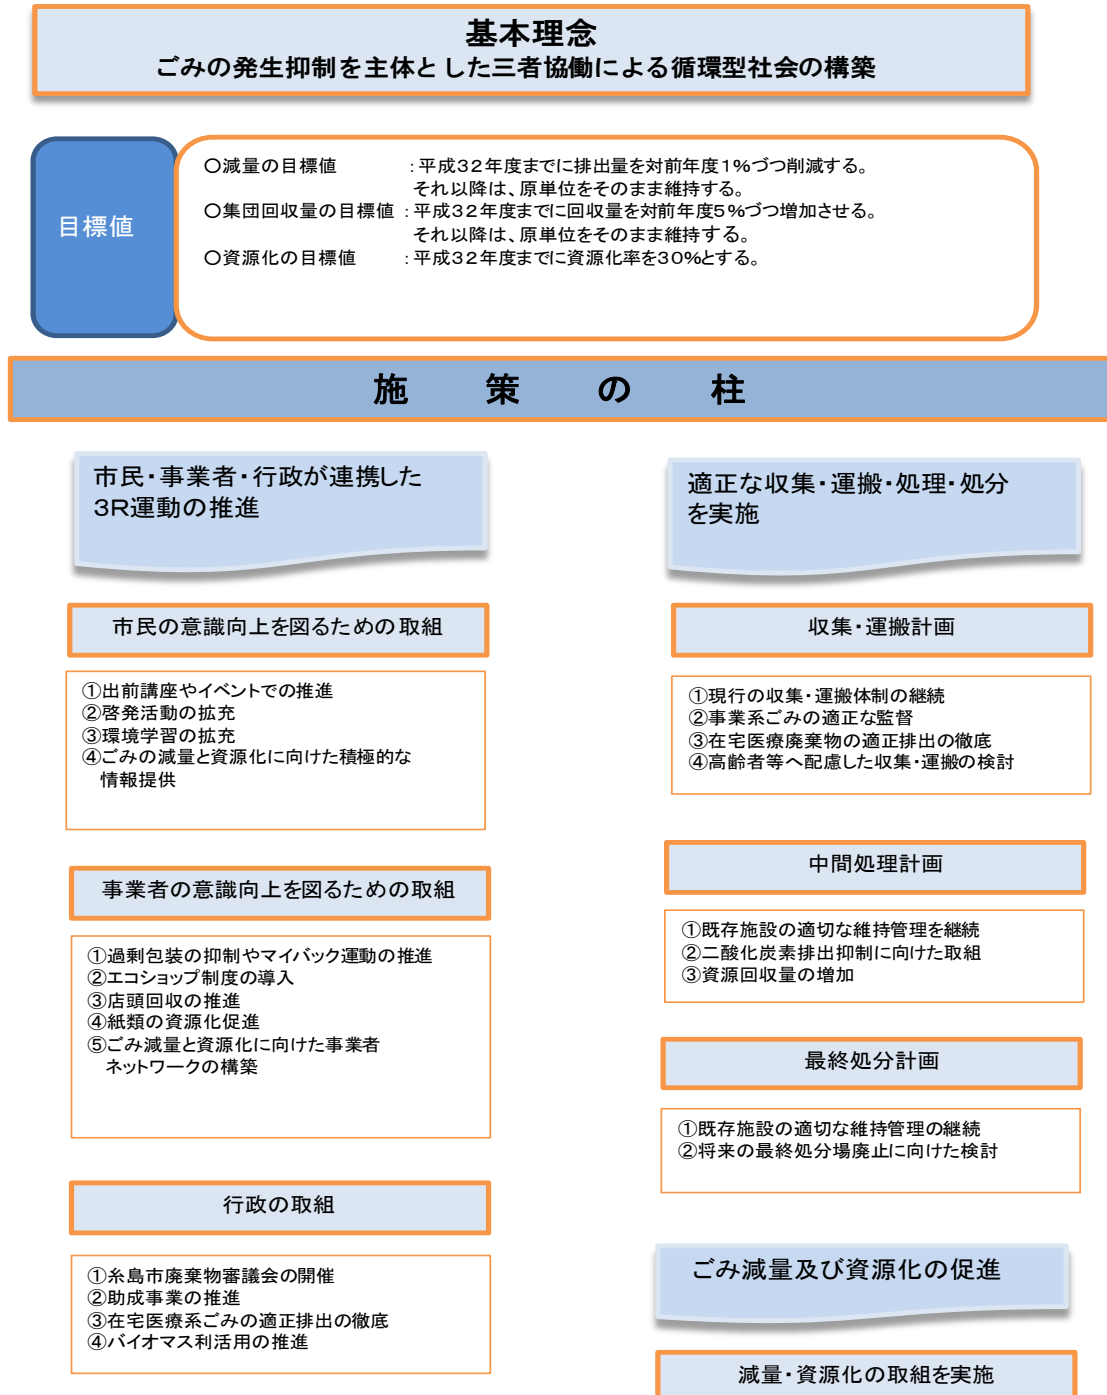 基本理念
ごみの発生抑制を主体とした三者協働による循環型社会の構築
目標値
○減量の目標値　　　　：平成３２年度までに排出量を対前年度１％づつ削減する。
それ以降は、原単位をそのまま維持する。
○集団回収量の目標値：平成３２年度までに回収量を対前年度５％づつ増加させる。
それ以降は、原単位をそのまま維持する。
○資源化の目標値　　：平成３２年度までに資源化率を３０％とする。
施　策　の　柱
市民・事業者・行政が連携した
３Ｒ運動の推進
市民の意識向上を図るための取組
①出前講座やイベントでの推進
②啓発活動の拡充
③環境学習の拡充
④ごみの減量と資源化に向けた積極的な
情報提供
事業者の意識向上を図るための取組
①過剰包装の抑制やマイバック運動の推進
②エコショップ制度の導入
③店頭回収の推進
④紙類の資源化促進
⑤ごみ減量と資源化に向けた事業者
ネットワークの構築
行政の取組
①糸島市廃棄物審議会の開催
②助成事業の推進
③在宅医療系ごみの適正排出の徹底
④バイオマス利活用の推進
適正な収集・運搬・処理・処分
を実施
収集・運搬計画
①現行の収集・運搬体制の継続
②事業系ごみの適正な監督
③在宅医療廃棄物の適正排出の徹底
④高齢者等へ配慮した収集・運搬の検討
中間処理計画
①既存施設の適切な維持管理を継続
②二酸化炭素排出抑制に向けた取組
③資源回収量の増加
最終処分計画
①既存施設の適切な維持管理の継続
②将来の最終処分場廃止に向けた検討
ごみ減量及び資源化の促進
減量・資源化の取組を実施